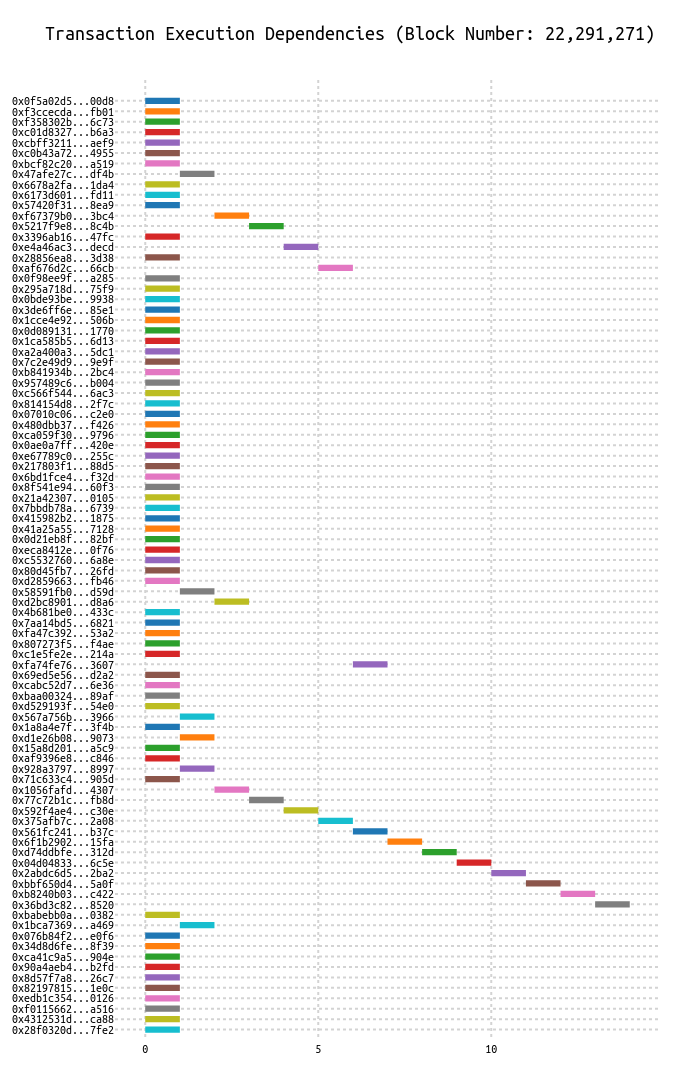 Transaction Execution Dependencies (Block Number: 22,291,271)
0x0f5a02d5...00d8
0xf3ccecda...fb01
0xf358302b...6c73
0xc01d8327...b6a3
0xcbff3211...aef9
0xc0b43a72...4955
0xbcf82c20...a519
0x47afe27c...df4b
0x6678a2fa...1da4
0x6173d601...fd11
0x57420f31...8ea9
0xf67379b0...3bc4
0x5217f9e8...8c4b
0x3396ab16...47fc
0xe4a46ac3...decd
0x28856ea8...3d38
0xaf676d2c...66cb
0x0f98ee9f...a285
0x295a718d...75f9
0x0bde93be...9938
0x3de6ff6e...85e1
0x1cce4e92...506b
0x0d089131...1770
0x1ca585b5...6d13
0xa2a400a3...5dc1
0x7c2e49d9...9e9f
0xb841934b...2bc4
0x957489c6...b004
0xc566f544...6ac3
0x814154d8...2f7c
0x07010c06...c2e0
0x480dbb37...f426
0xca059f30...9796
0x0ae0a7ff...420e
0xe67789c0...255c
0x217803f1...88d5
0x6bd1fce4...f32d
0x8f541e94...60f3
0x21a42307...0105
0x7bbdb78a...6739
0x415982b2...1875
0x41a25a55...7128
0x0d21eb8f...82bf
0xeca8412e...0f76
0xc5532760...6a8e
0x80d45fb7...26fd
0xd2859663...fb46
0x58591fb0...d59d
0xd2bc8901...d8a6
0x4b681be0...433c
0x7aa14bd5...6821
0xfa47c392...53a2
0x807273f5...f4ae
0xc1e5fe2e...214a
0xfa74fe76...3607
0x69ed5e56...d2a2
0xcabc52d7...6e36
0xbaa00324...89af
0xd529193f...54e0
0x567a756b...3966
0x1a8a4e7f...3f4b
0xd1e26b08...9073
0x15a8d201...a5c9
0xaf9396e8...c846
0x928a3797...8997
0x71c633c4...905d
0x1056fafd...4307
0x77c72b1c...fb8d
0x592f4ae4...c30e
0x375afb7c...2a08
0x561fc241...b37c
0x6f1b2902...15fa
0xd74ddbfe...312d
0x04d04833...6c5e
0x2abdc6d5...2ba2
0xbbf650d4...5a0f
0xb8240b03...c422
0x36bd3c82...8520
0xbabebb0a...0382
0x1bca7369...a469
0x076b84f2...e0f6
0x34d8d6fe...8f39
0xca41c9a5...904e
0x90a4aeb4...b2fd
0x8d57f7a8...26c7
0x82197815...1e0c
0xedb1c354...0126
0xf0115662...a516
0x4312531d...ca88
0x28f0320d...7fe2
0 5 10